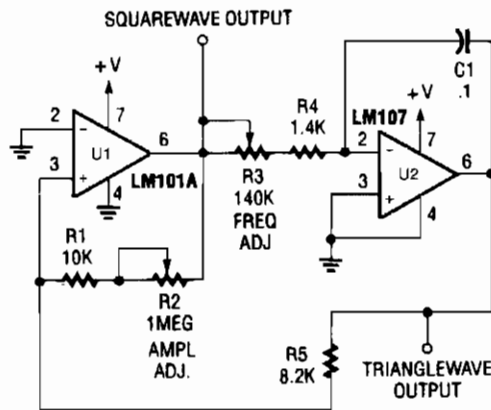 SQUAREWAVE OUTPUT
+V
2
7
−
U1
6
3
+
4
LM101A
R1
10K
R2
1MEG
AMPL
ADJ.
R3
140K
FREQ
ADJ
R4
1.4K
C1
.1
LM107
+V
2
7
−
U2
6
3
+
4
R5
8.2K
TRIANGLEWAVE
OUTPUT